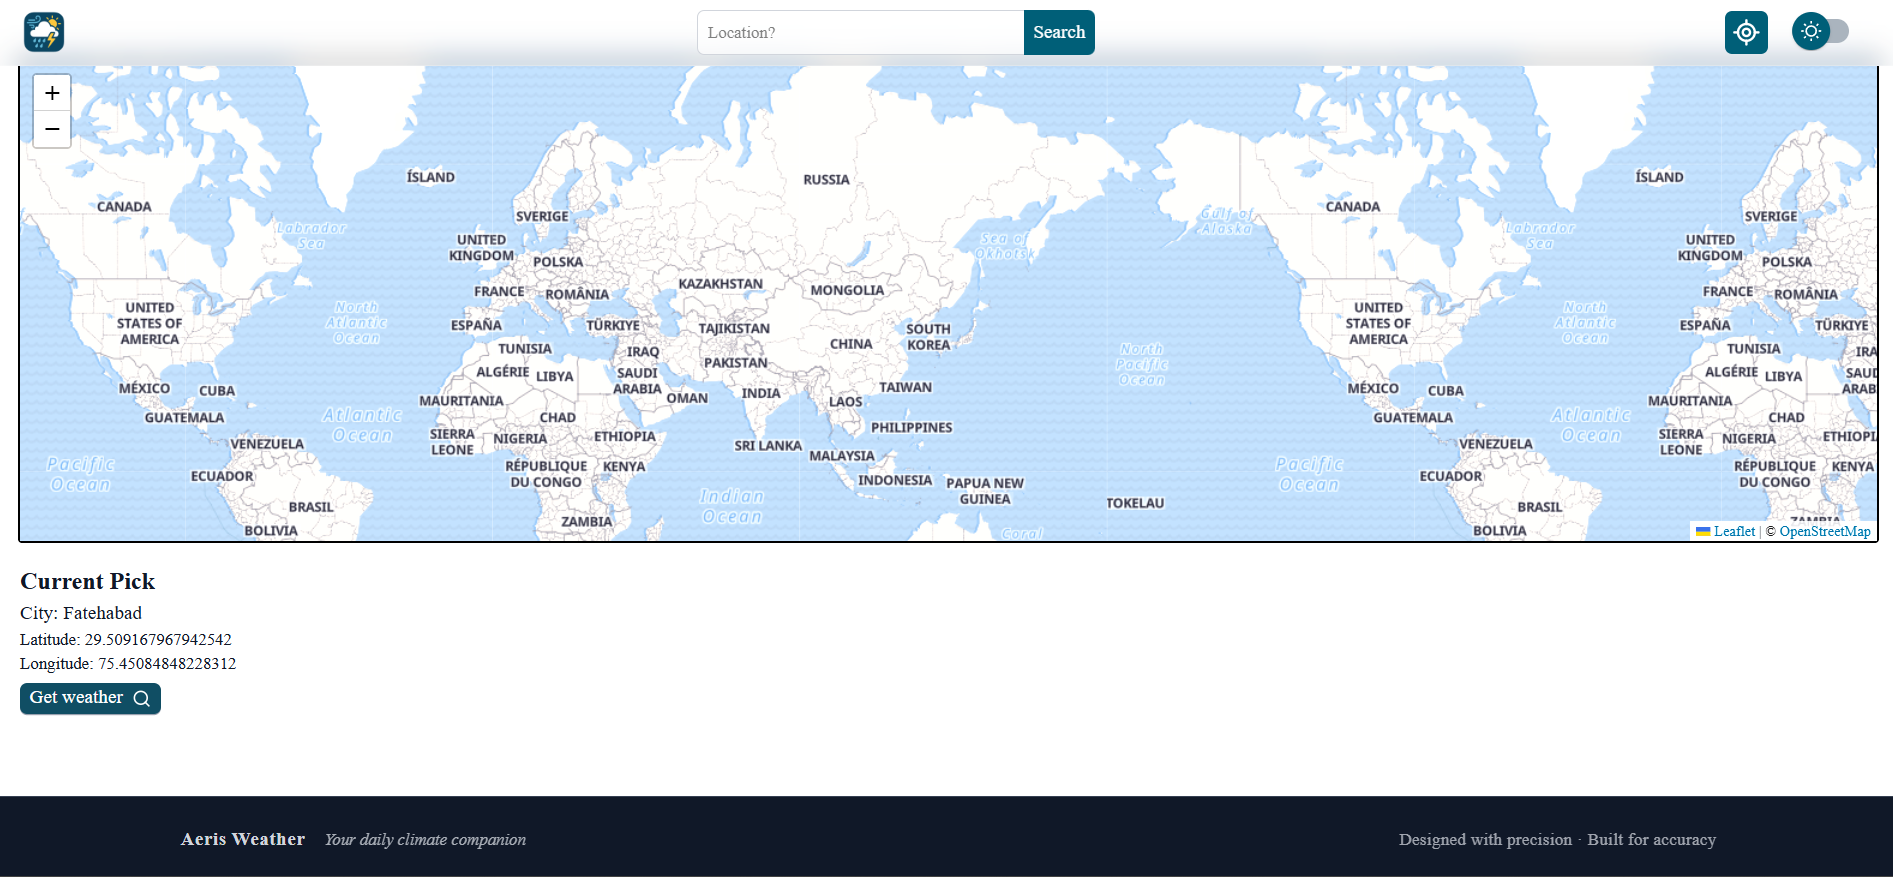 Location?
Search
+
−
ÍSLAND
RUSSIA
ÍSLAND
CANADA
SVERIGE
Gulf of
Alaska
CANADA
SVERIGE
Labrador
Sea
UNITED
KINGDOM
POLSKA
Sea of
Okhotsk
Labrador
Sea
UNITED
KINGDOM
POLSKA
FRANCE
ROMÂNIA
KAZAKHSTAN
MONGOLIA
FRANCE
ROMÂNIA
UNITED
STATES OF
AMERICA
North
Atlantic
Ocean
ESPAÑA
TÜRKIYE
TAJIKISTAN
SOUTH
KOREA
UNITED
STATES OF
AMERICA
North
Atlantic
Ocean
ESPAÑA
TÜRKIYE
TUNISIA
IRAQ
PAKISTAN
CHINA
North
Pacific
Ocean
TUNISIA
IRA
MÉXICO
CUBA
ALGÉRIE
LIBYA
SAUDI
ARABIA
OMAN
INDIA
LAOS
TAIWAN
MÉXICO
CUBA
ALGÉRIE
LIBYA
SAUD
ARAB
GUATEMALA
Atlantic
Ocean
MAURITANIA
CHAD
PHILIPPINES
GUATEMALA
Atlantic
Ocean
MAURITANIA
CHAD
VENEZUELA
SIERRA
LEONE
NIGERIA
ETHIOPIA
SRI LANKA
MALAYSIA
VENEZUELA
SIERRA
LEONE
NIGERIA
ETHIOPI
Pacific
Ocean
ECUADOR
RÉPUBLIQUE
DU CONGO
KENYA
INDONESIA
PAPUA NEW
GUINEA
Pacific
Ocean
ECUADOR
RÉPUBLIQUE
DU CONGO
KENYA
BRASIL
Indian
Ocean
TOKELAU
BRASIL
BOLIVIA
ZAMBIA
Coral
BOLIVIA
ZAMBIA
Leaflet | © OpenStreetMap
Current Pick
City: Fatehabad
Latitude: 29.509167967942542
Longitude: 75.45084848228312
Get weather
Aeris Weather Your daily climate companion
Designed with precision · Built for accuracy